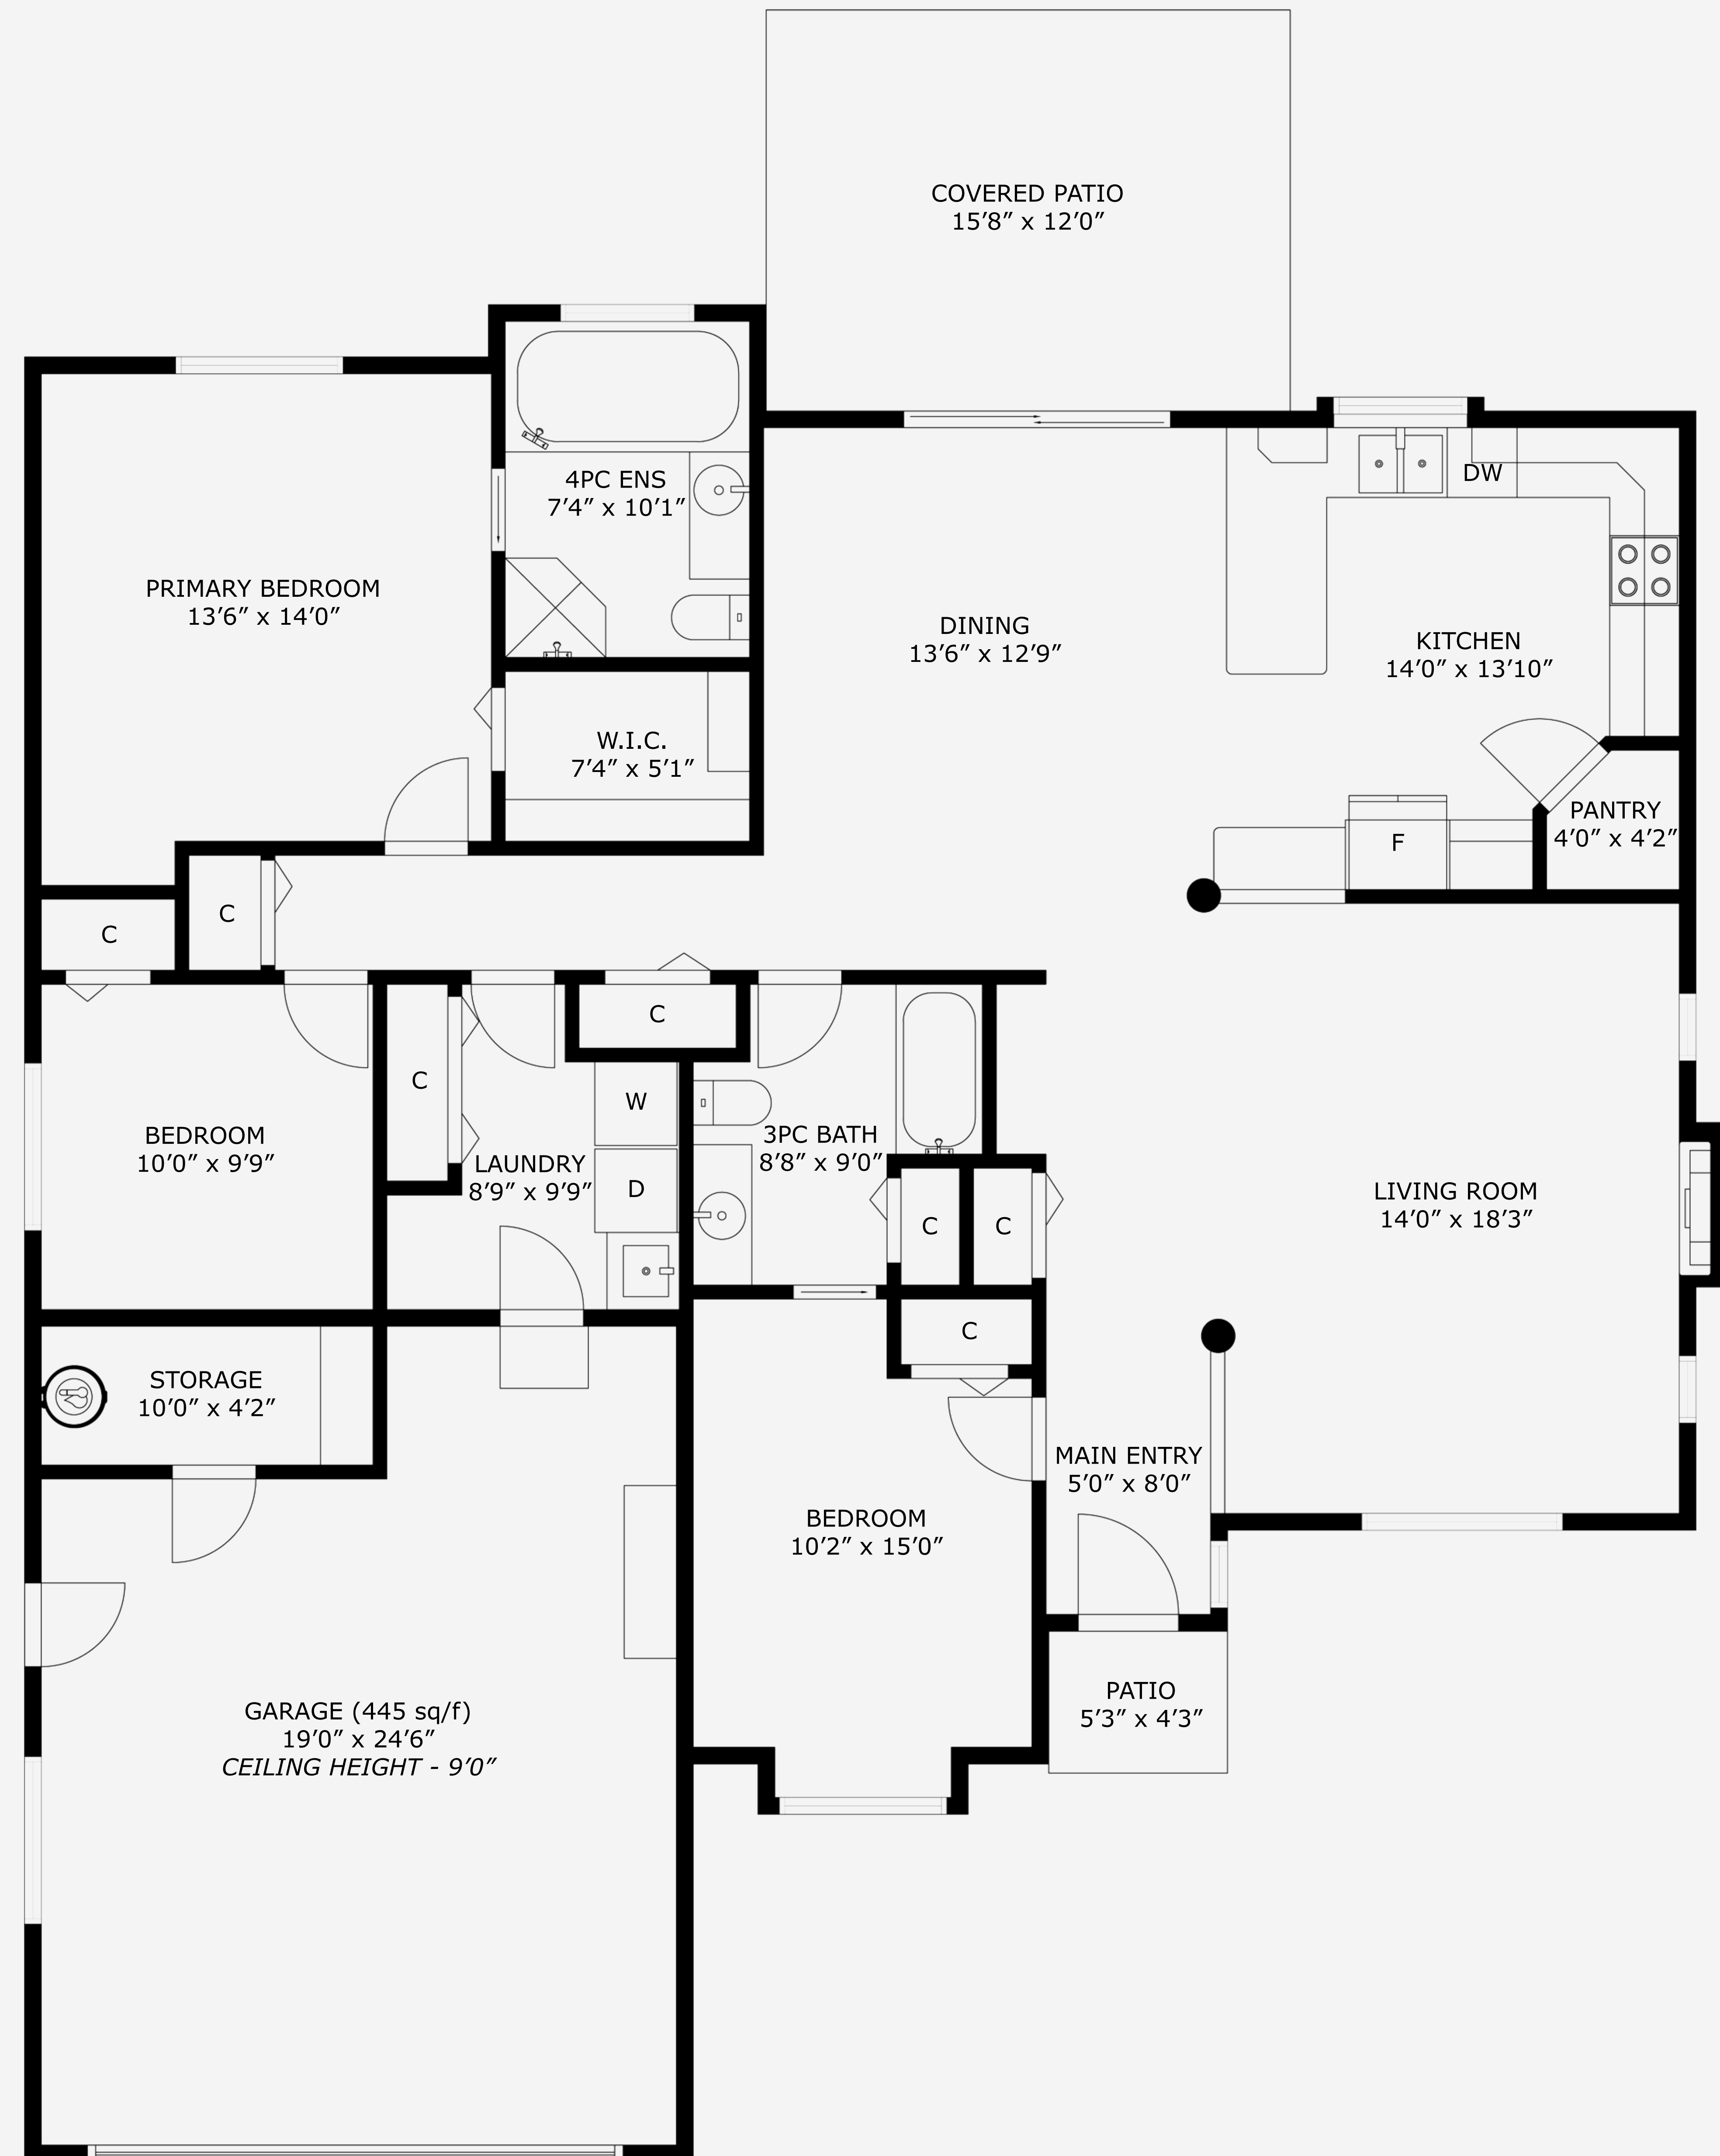 COVERED PATIO
15′8″ x 12′0″
4PC ENS
7′4″ x 10′1″
DW
PRIMARY BEDROOM
13′6″ x 14′0″
DINING
13′6″ x 12′9″
KITCHEN
14′0″ x 13′10″
W.I.C.
7′4″ x 5′1″
PANTRY
4′0″ x 4′2″
F
C
C
C
C
W
BEDROOM
10′0″ x 9′9″
LAUNDRY
8′9″ x 9′9″
D
3PC BATH
8′8″ x 9′0″
C
C
LIVING ROOM
14′0″ x 18′3″
C
STORAGE
10′0″ x 4′2″
MAIN ENTRY
5′0″ x 8′0″
BEDROOM
10′2″ x 15′0″
GARAGE (445 sq/f)
19′0″ x 24′6″
CEILING HEIGHT - 9′0″
PATIO
5′3″ x 4′3″